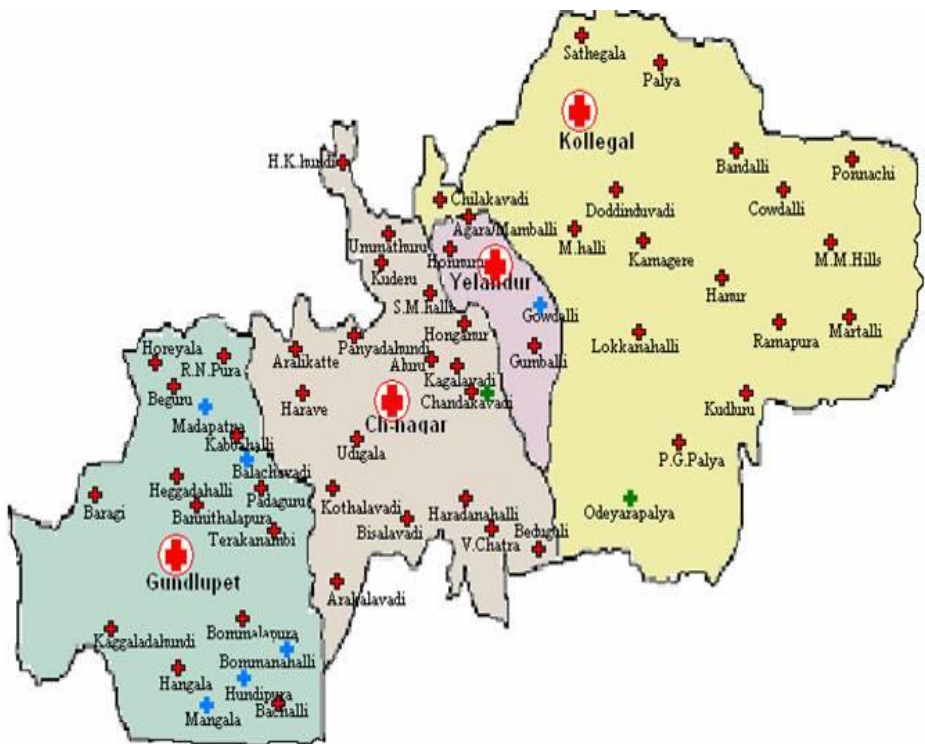 Sathegala
Palya
Kollegal
H.K.hundi
Bandalli
Ponnachi
Chilakavadi
Doddinduvadi
Cowdalli
Agara/Mamballi
Ummathuru
M.halli
Kamagere
Honnuru
M.M.Hills
Kuderu
Yelandur
Hanur
S.M.halli
Gowdalli
Honganur
Martalli
Panyadahundi
Ramapura
Lokkanahalli
Horeyala
Aralikatte
Aluru
Gumballi
R.N.Pura
Kagalavadi
Beguru
Harave
Chandakavadi
Kudluru
Madapatna
Ch-nagar
Kabbahalli
Udigala
P.G.Palya
Balachavadi
Heggadahalli
Padaguru
Kothalavadi
Baragi
Bannuthalapura
Haradanahalli
Odeyarapalya
Terakanambi
Bisalavadi
Beduguli
V.Chatra
Gundlupet
Arakalavadi
Bommalapura
Kaggaladahundi
Bommanahalli
Hangala
Hundipura
Mangala
Bachalli